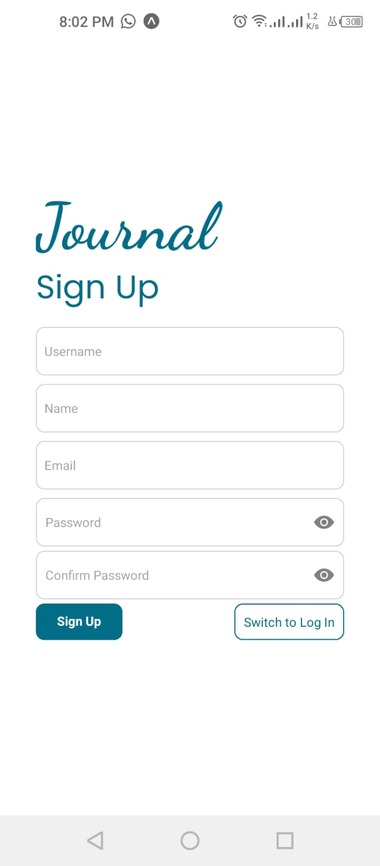 8:02 PM 1.2 K/s 30
Journal
Sign Up
Username
Name
Email
Password
Confirm Password
Sign Up Switch to Log In